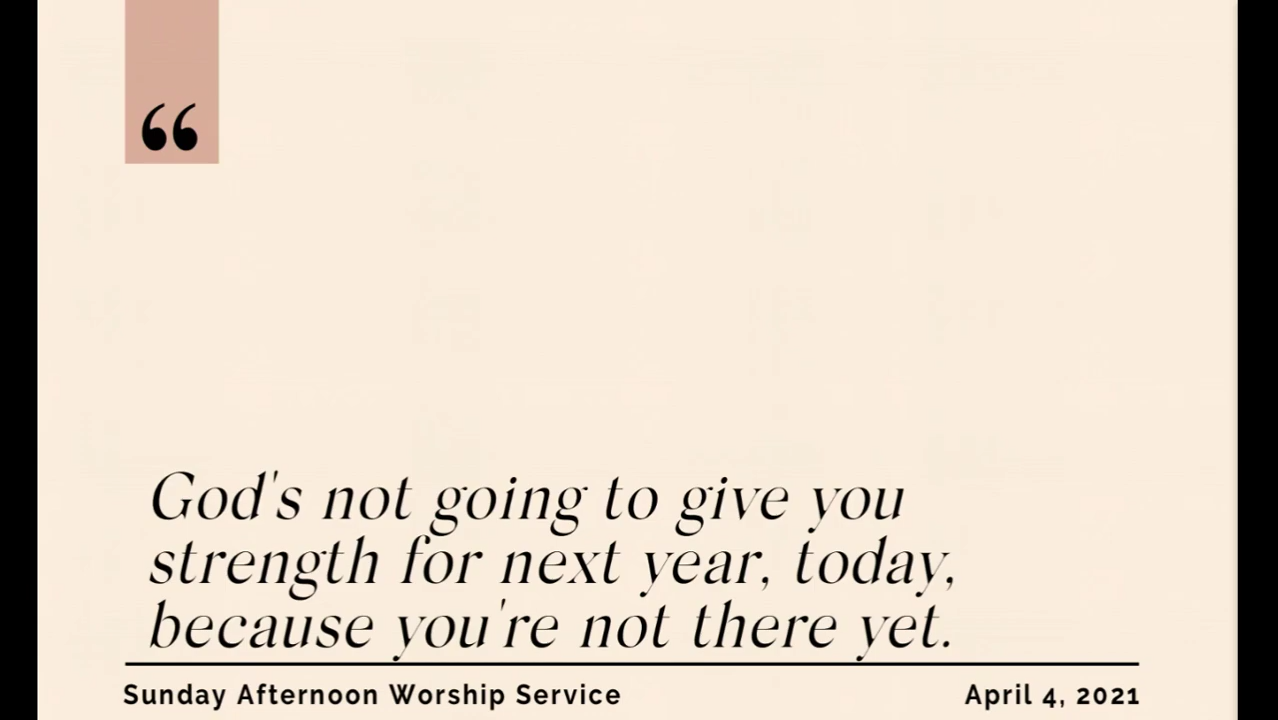 “
God's not going to give you
strength for next year, today,
because you're not there yet.
Sunday Afternoon Worship Service
April 4, 2021